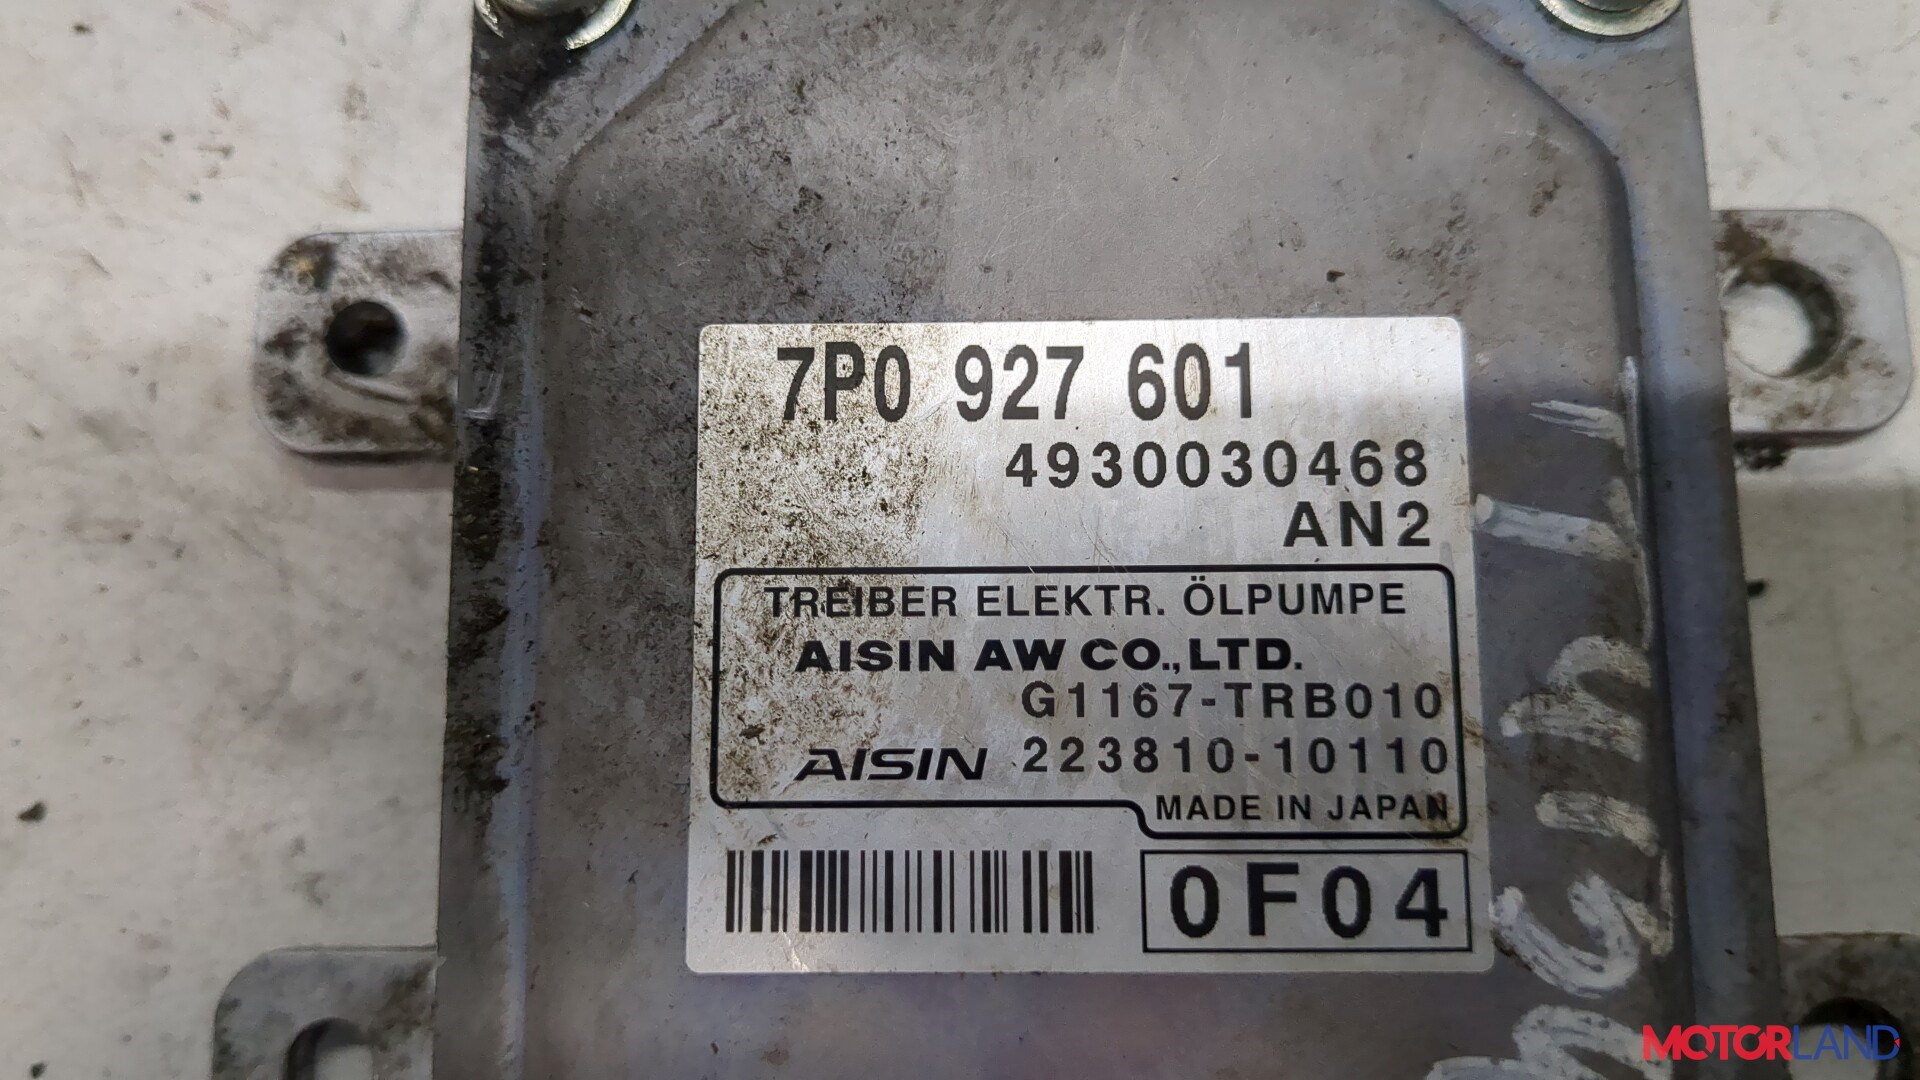 7P0 927 601
4930030468
AN2
TREIBER ELEKTR. ÖLPUMPE
AISIN AW CO.,LTD.
G1167-TRB010
AISIN 223810-10110
MADE IN JAPAN
0F04
MOTORLAND